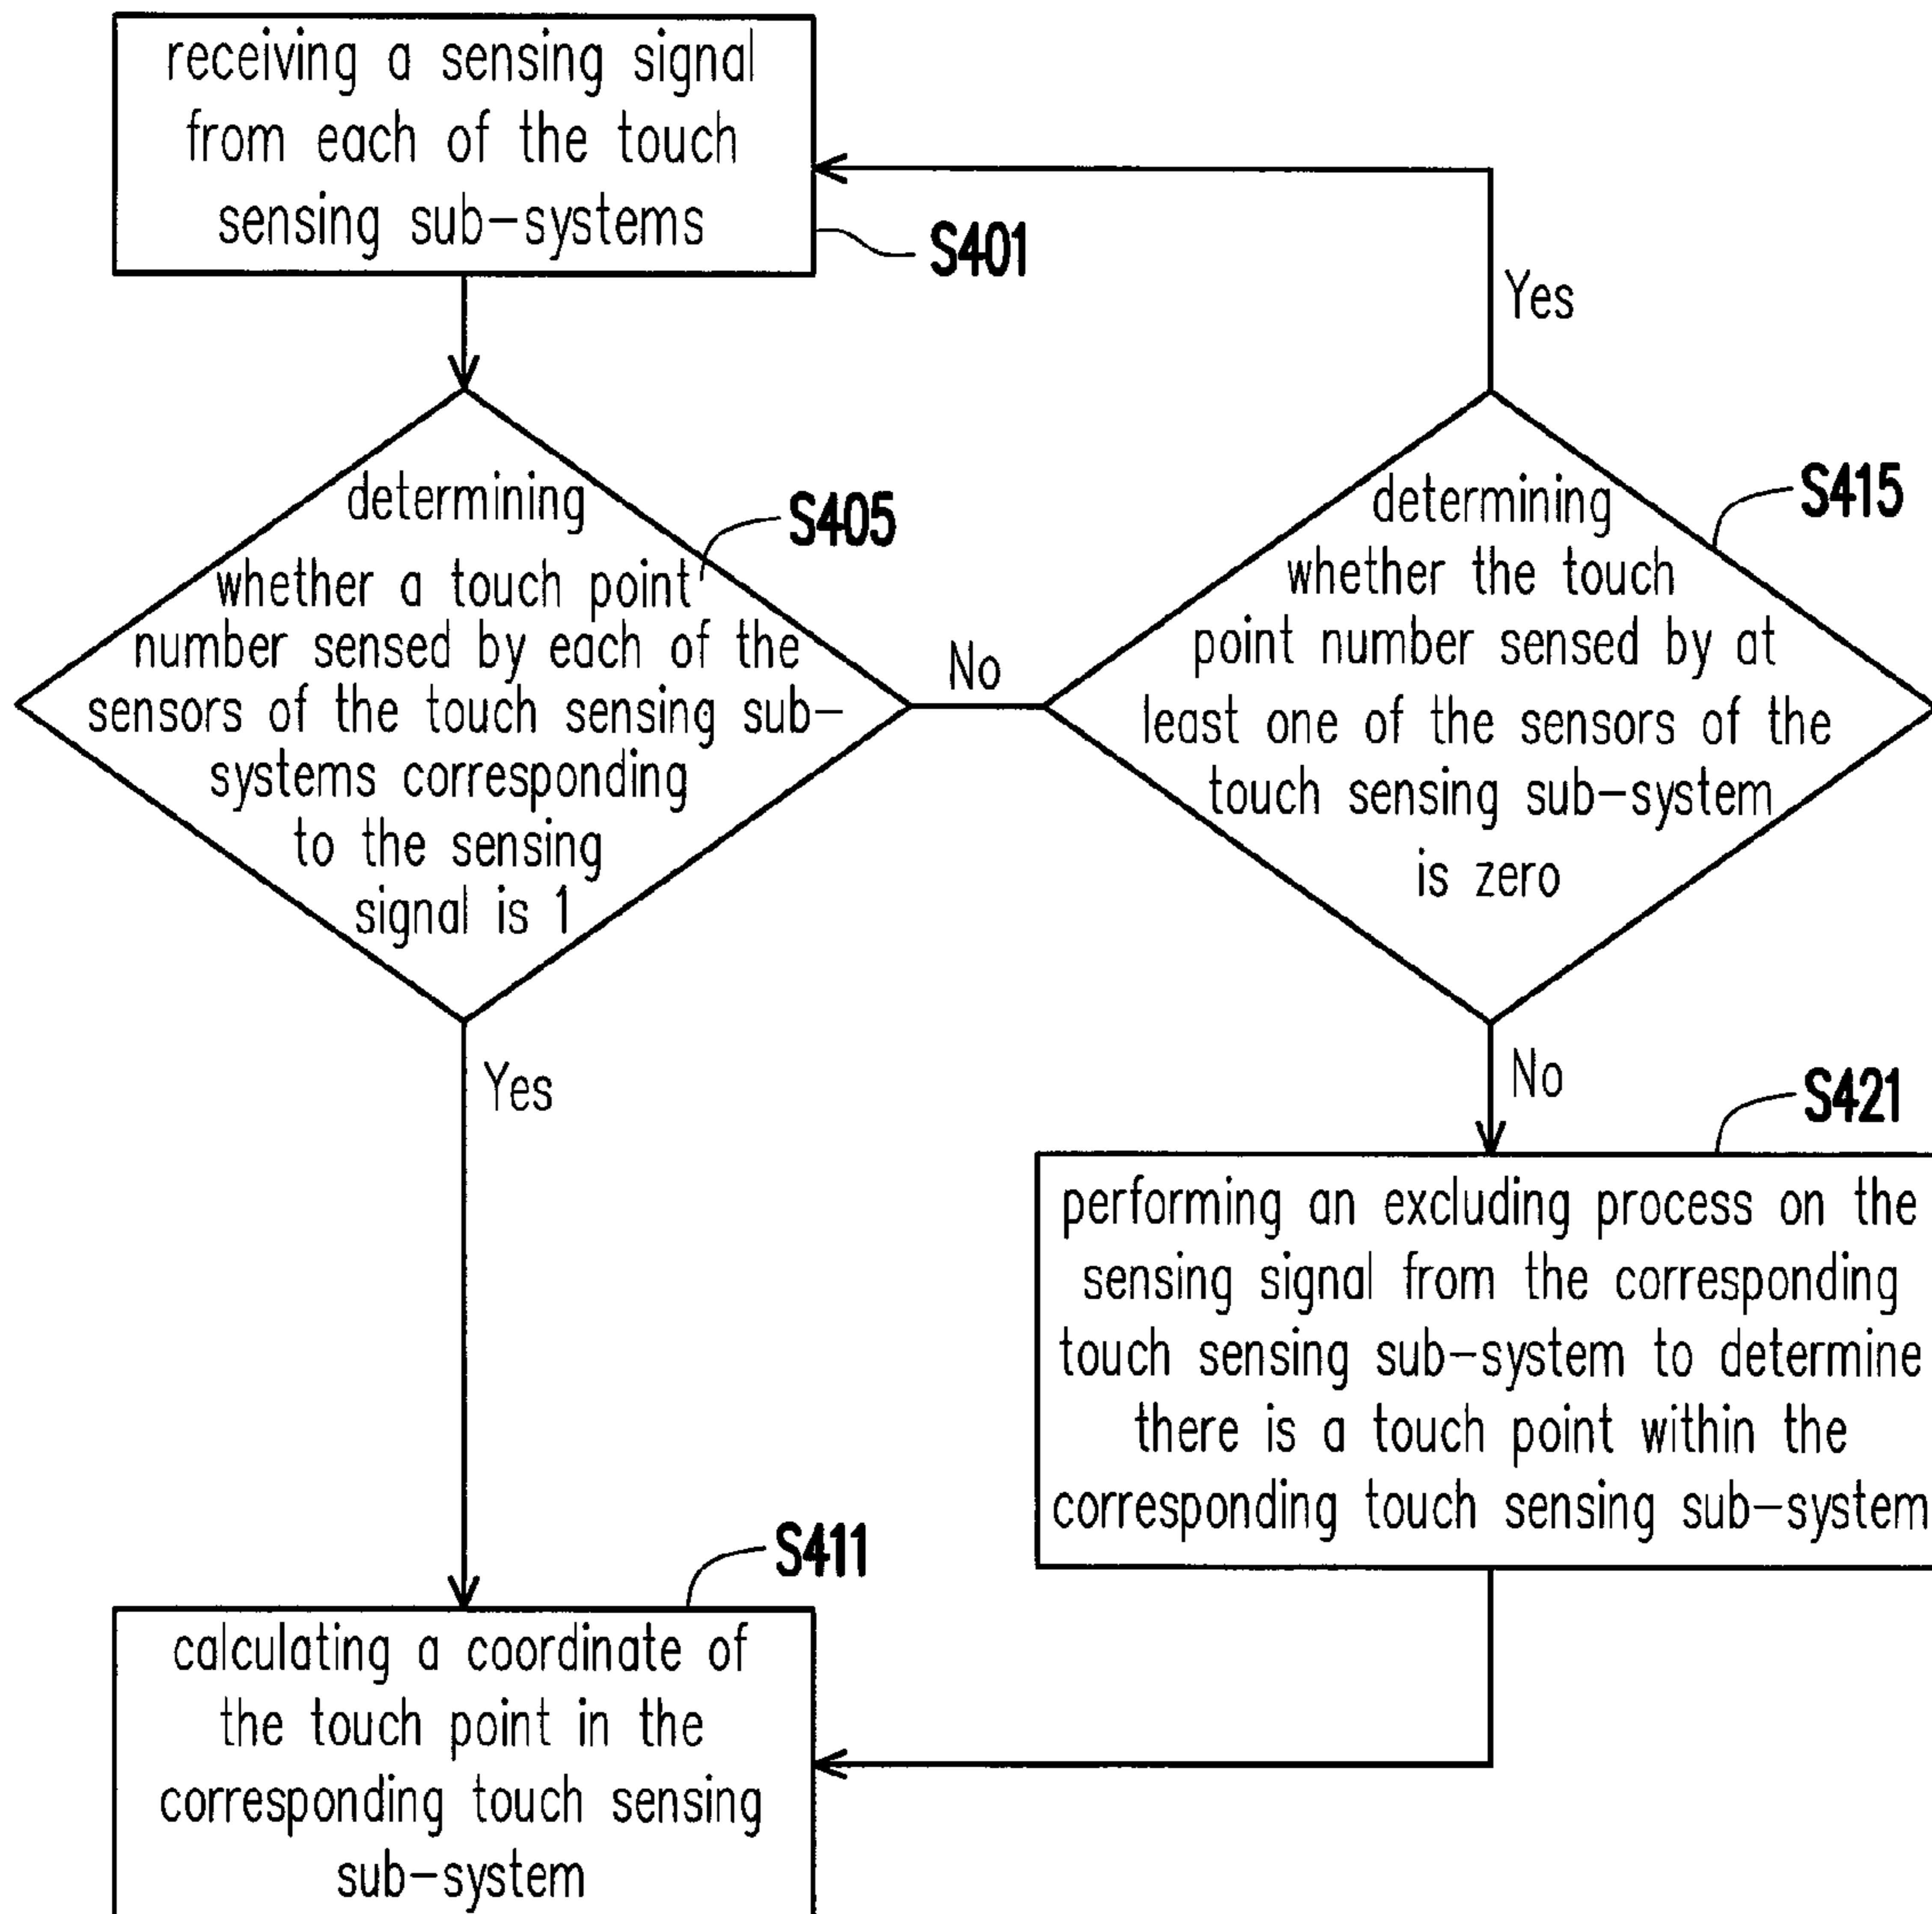 receiving a sensing signal
from each of the touch
sensing sub-systems
S401
Yes
determining
S405
whether a touch point
number sensed by each of the
sensors of the touch sensing sub-
systems corresponding
to the sensing
signal is 1
No
determining
S415
whether the touch
point number sensed by at
least one of the sensors of the
touch sensing sub-system
is zero
Yes
No
S421
performing an excluding process on the
sensing signal from the corresponding
touch sensing sub-system to determine
there is a touch point within the
corresponding touch sensing sub-system
S411
calculating a coordinate of
the touch point in the
corresponding touch sensing
sub-system